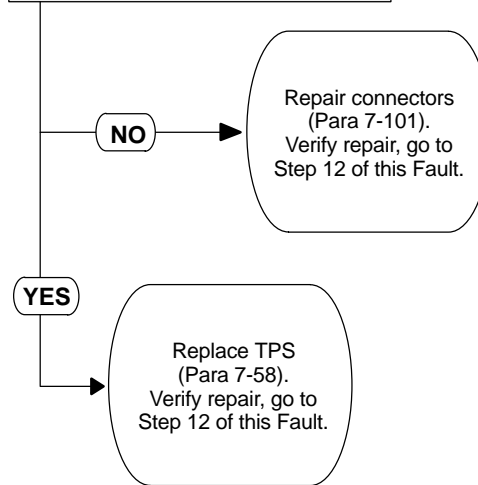 NO
Repair connectors
(Para 7-101).
Verify repair, go to
Step 12 of this Fault.
YES
Replace TPS
(Para 7-58).
Verify repair, go to
Step 12 of this Fault.